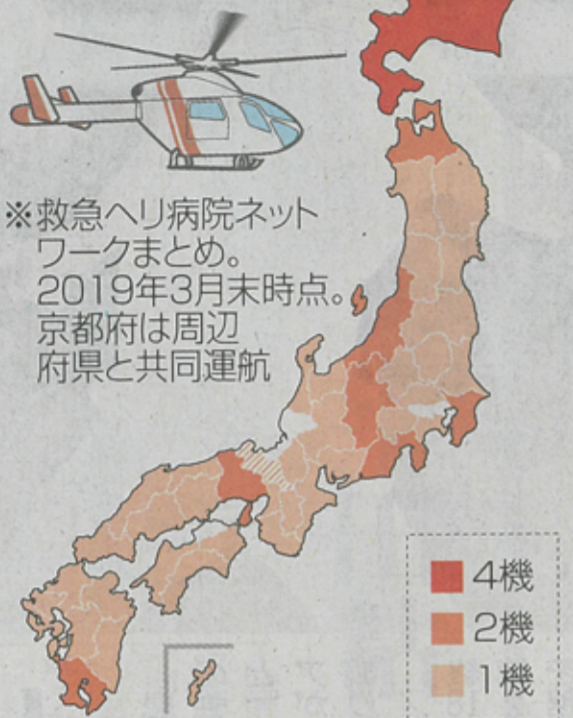 ※救急ヘリ病院ネット
ワークまとめ。
2019年3月末時点。
京都府は周辺
府県と共同運航
4機
2機
1機